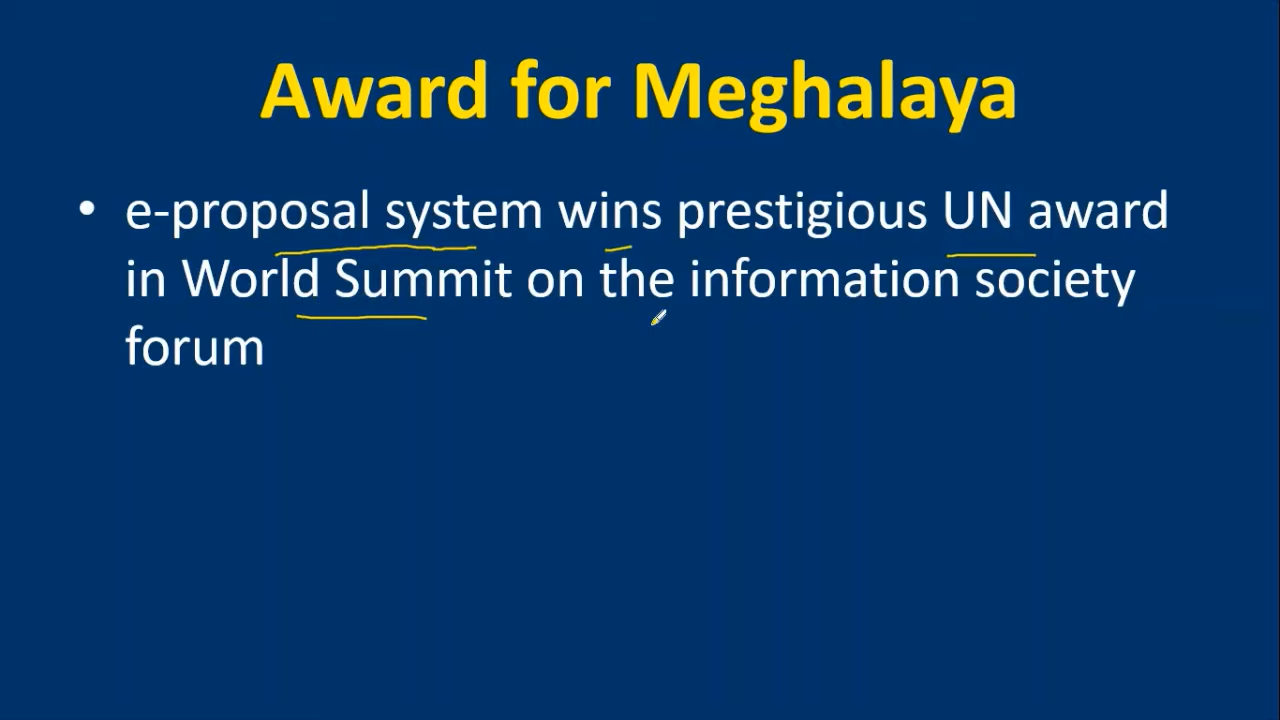 Award for Meghalaya
• e-proposal system wins prestigious UN award
in World Summit on the information society
forum